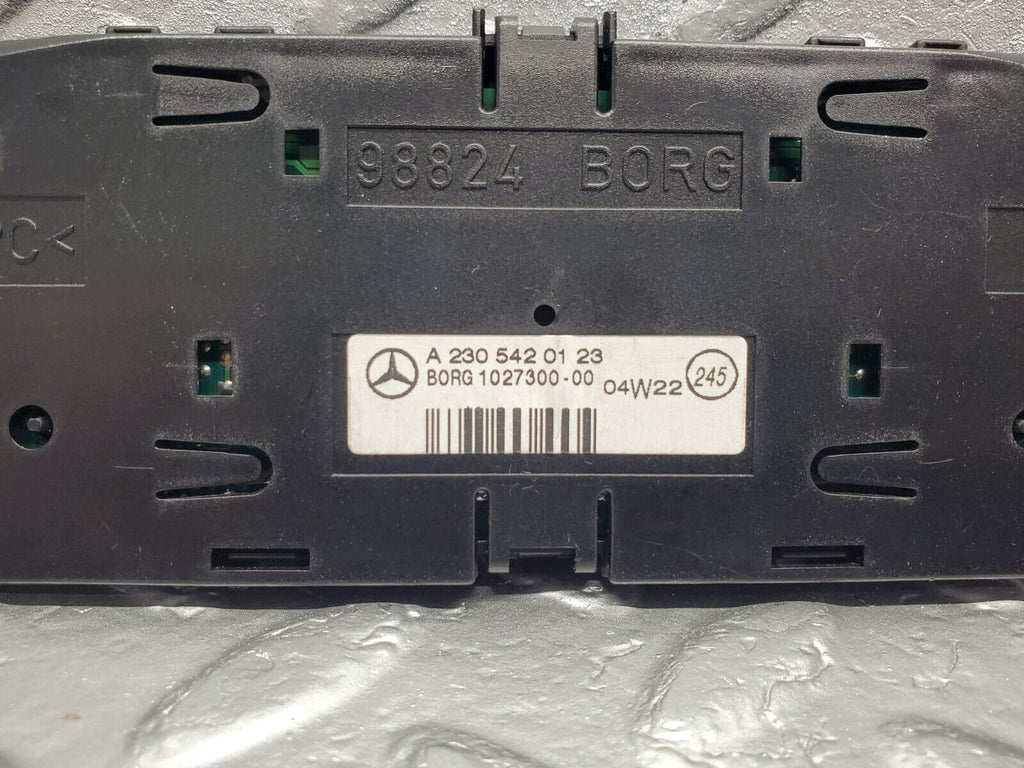 98824 BORG
C<
A 230 542 01 23
BORG 1027300-00
04W22
245